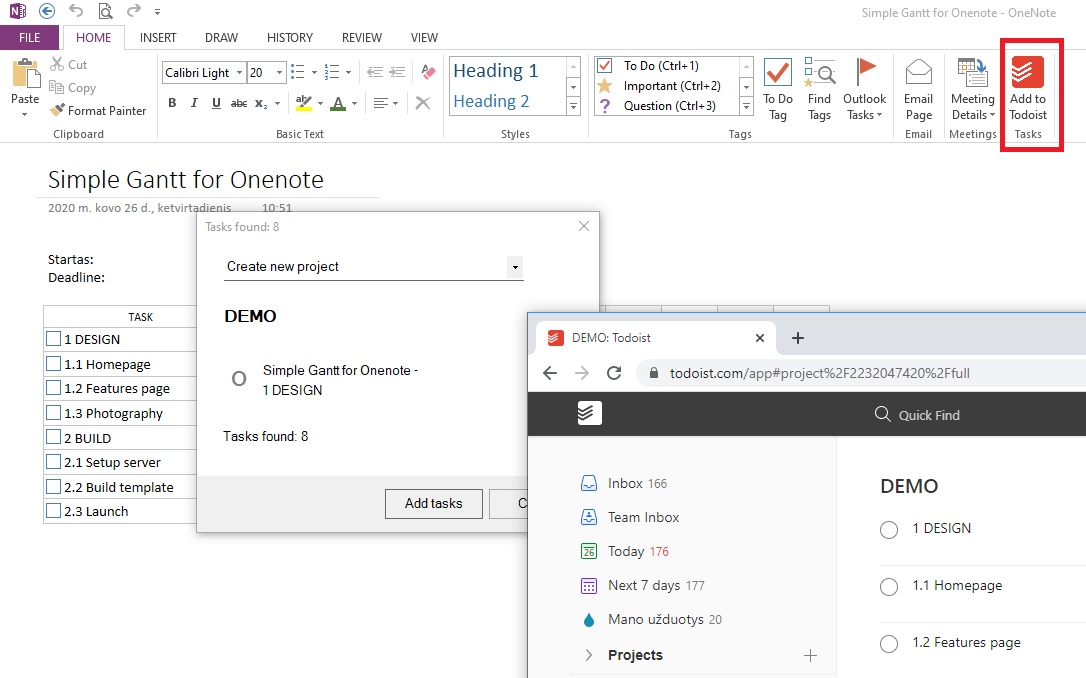 Simple Gantt for Onenote - OneNote
FILE HOME INSERT DRAW HISTORY REVIEW VIEW
Paste
Cut
Copy
Format Painter
Clipboard
Calibri Light 20
B I U abc x₂
Basic Text
Heading 1
Heading 2
Styles
To Do (Ctrl+1)
Important (Ctrl+2)
Question (Ctrl+3)
To Do
Tag
Find
Tags
Outlook
Tasks
Tags
Email
Page
Email
Meeting
Details
Meetings
Add to
Todoist
Tasks
Simple Gantt for Onenote
2020 m. kovo 26 d., ketvirtadienis 10:51
Startas:
Deadline:
TASK
1 DESIGN
1.1 Homepage
1.2 Features page
1.3 Photography
2 BUILD
2.1 Setup server
2.2 Build template
2.3 Launch
Tasks found: 8
Create new project
DEMO
Simple Gantt for Onenote -
1 DESIGN
Tasks found: 8
Add tasks
C
DEMO: Todoist
todoist.com/app#project%2F2232047420%2Ffull
Quick Find
Inbox 166
Team Inbox
26
Today 176
Next 7 days 177
Mano užduotys 20
Projects
DEMO
1 DESIGN
1.1 Homepage
1.2 Features page